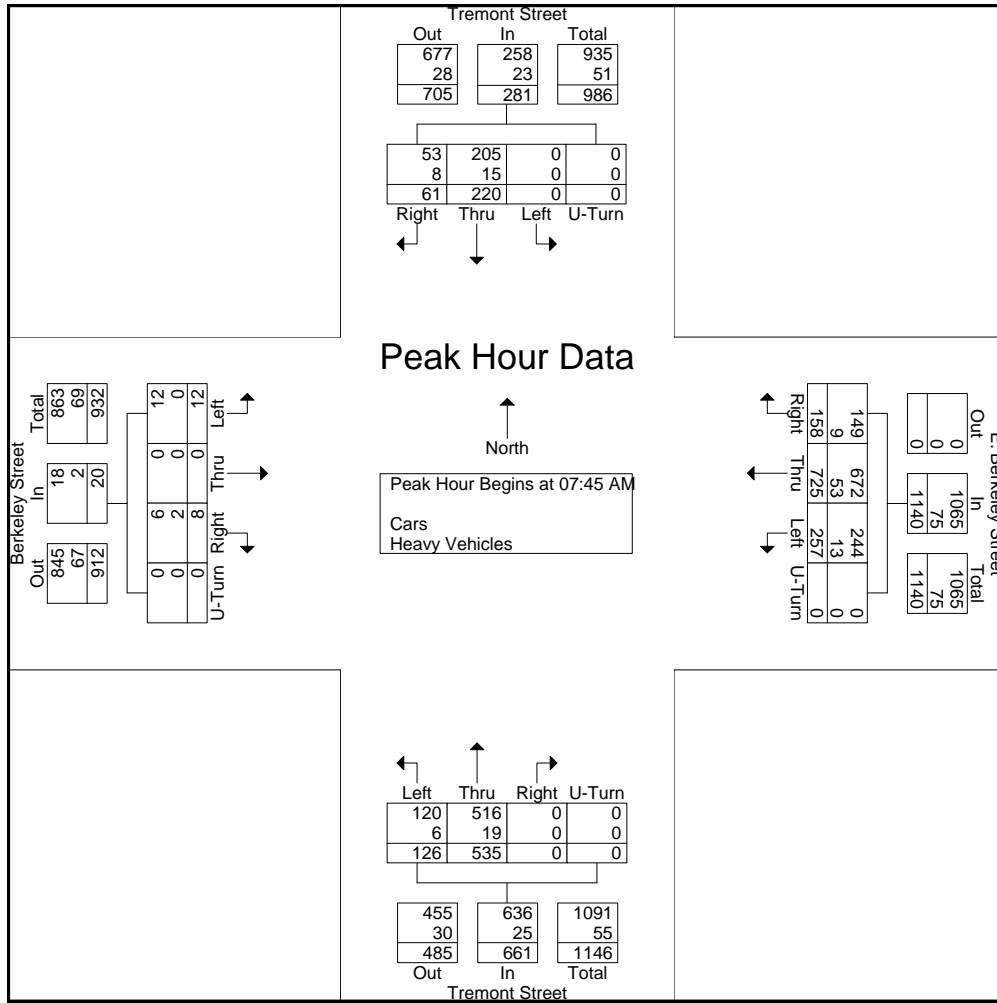 Tremont Street
Out In Total
677 258 935
28 23 51
705 281 986
53 205 0 0
8 15 0 0
61 220 0 0
Right Thru Left U-Turn
Peak Hour Data
North
Peak Hour Begins at 07:45 AM
Cars
Heavy Vehicles
Berkeley Street
Out In Total
845 18 863
67 2 69
912 20 932
12 0 6 0
0 0 2 0
12 0 8 0
Left Thru Right U-Turn
E. Berkeley Street
Out In Total
0 1065 1065
0 75 75
0 1140 1140
149 672 244 0
9 53 13 0
158 725 257 0
Right Thru Left U-Turn
Left Thru Right U-Turn
120 516 0 0
6 19 0 0
126 535 0 0
455 636 1091
30 25 55
485 661 1146
Out In Total
Tremont Street